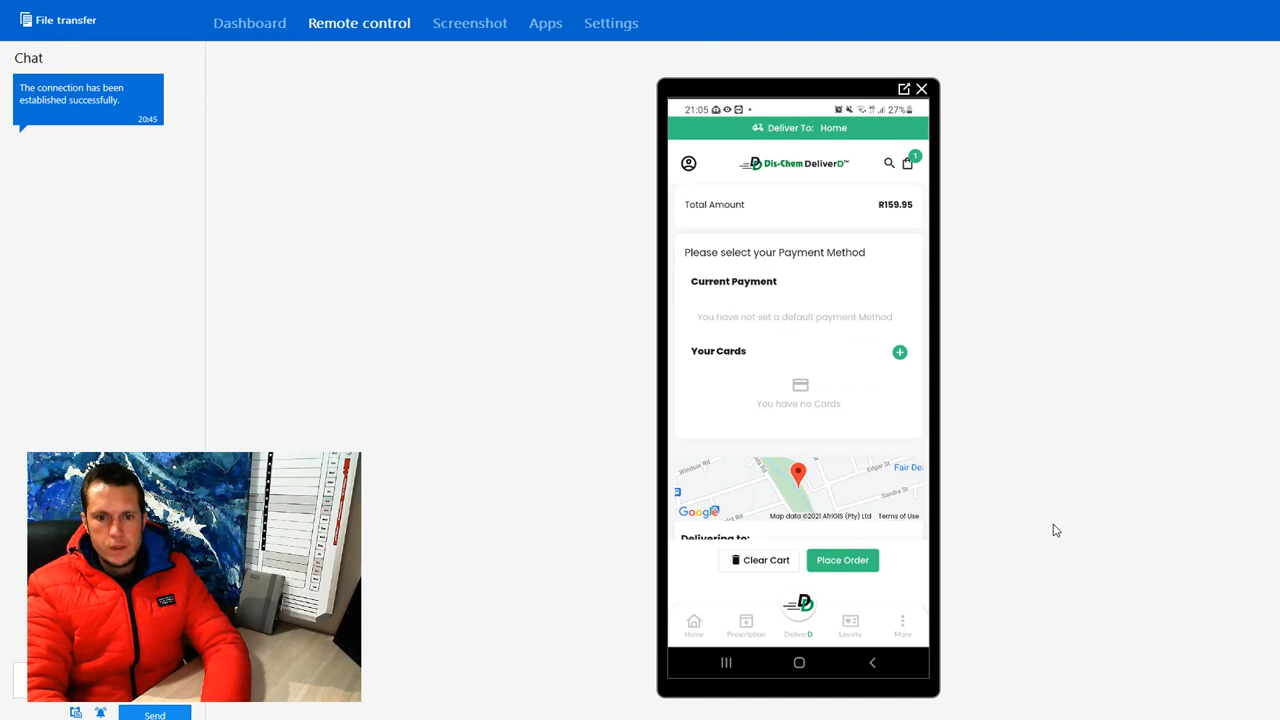 File transfer
Dashboard
Remote control
Screenshot
Apps
Settings
Chat
The connection has been
established successfully.
20:45
21:05
27%
Deliver To: Home
Dis-Chem DeliverD™
1
Total Amount
R159.95
Please select your Payment Method
Current Payment
You have not set a default payment Method
Your Cards
You have no Cards
Windsor Rd
Edgar St
Fair De
Sandra St
Google
Map data ©2021 AfriGIS (Pty) Ltd
Terms of Use
Delivering to:
Clear Cart
Place Order
Home
Prescription
DeliverD
Loyalty
More
Send